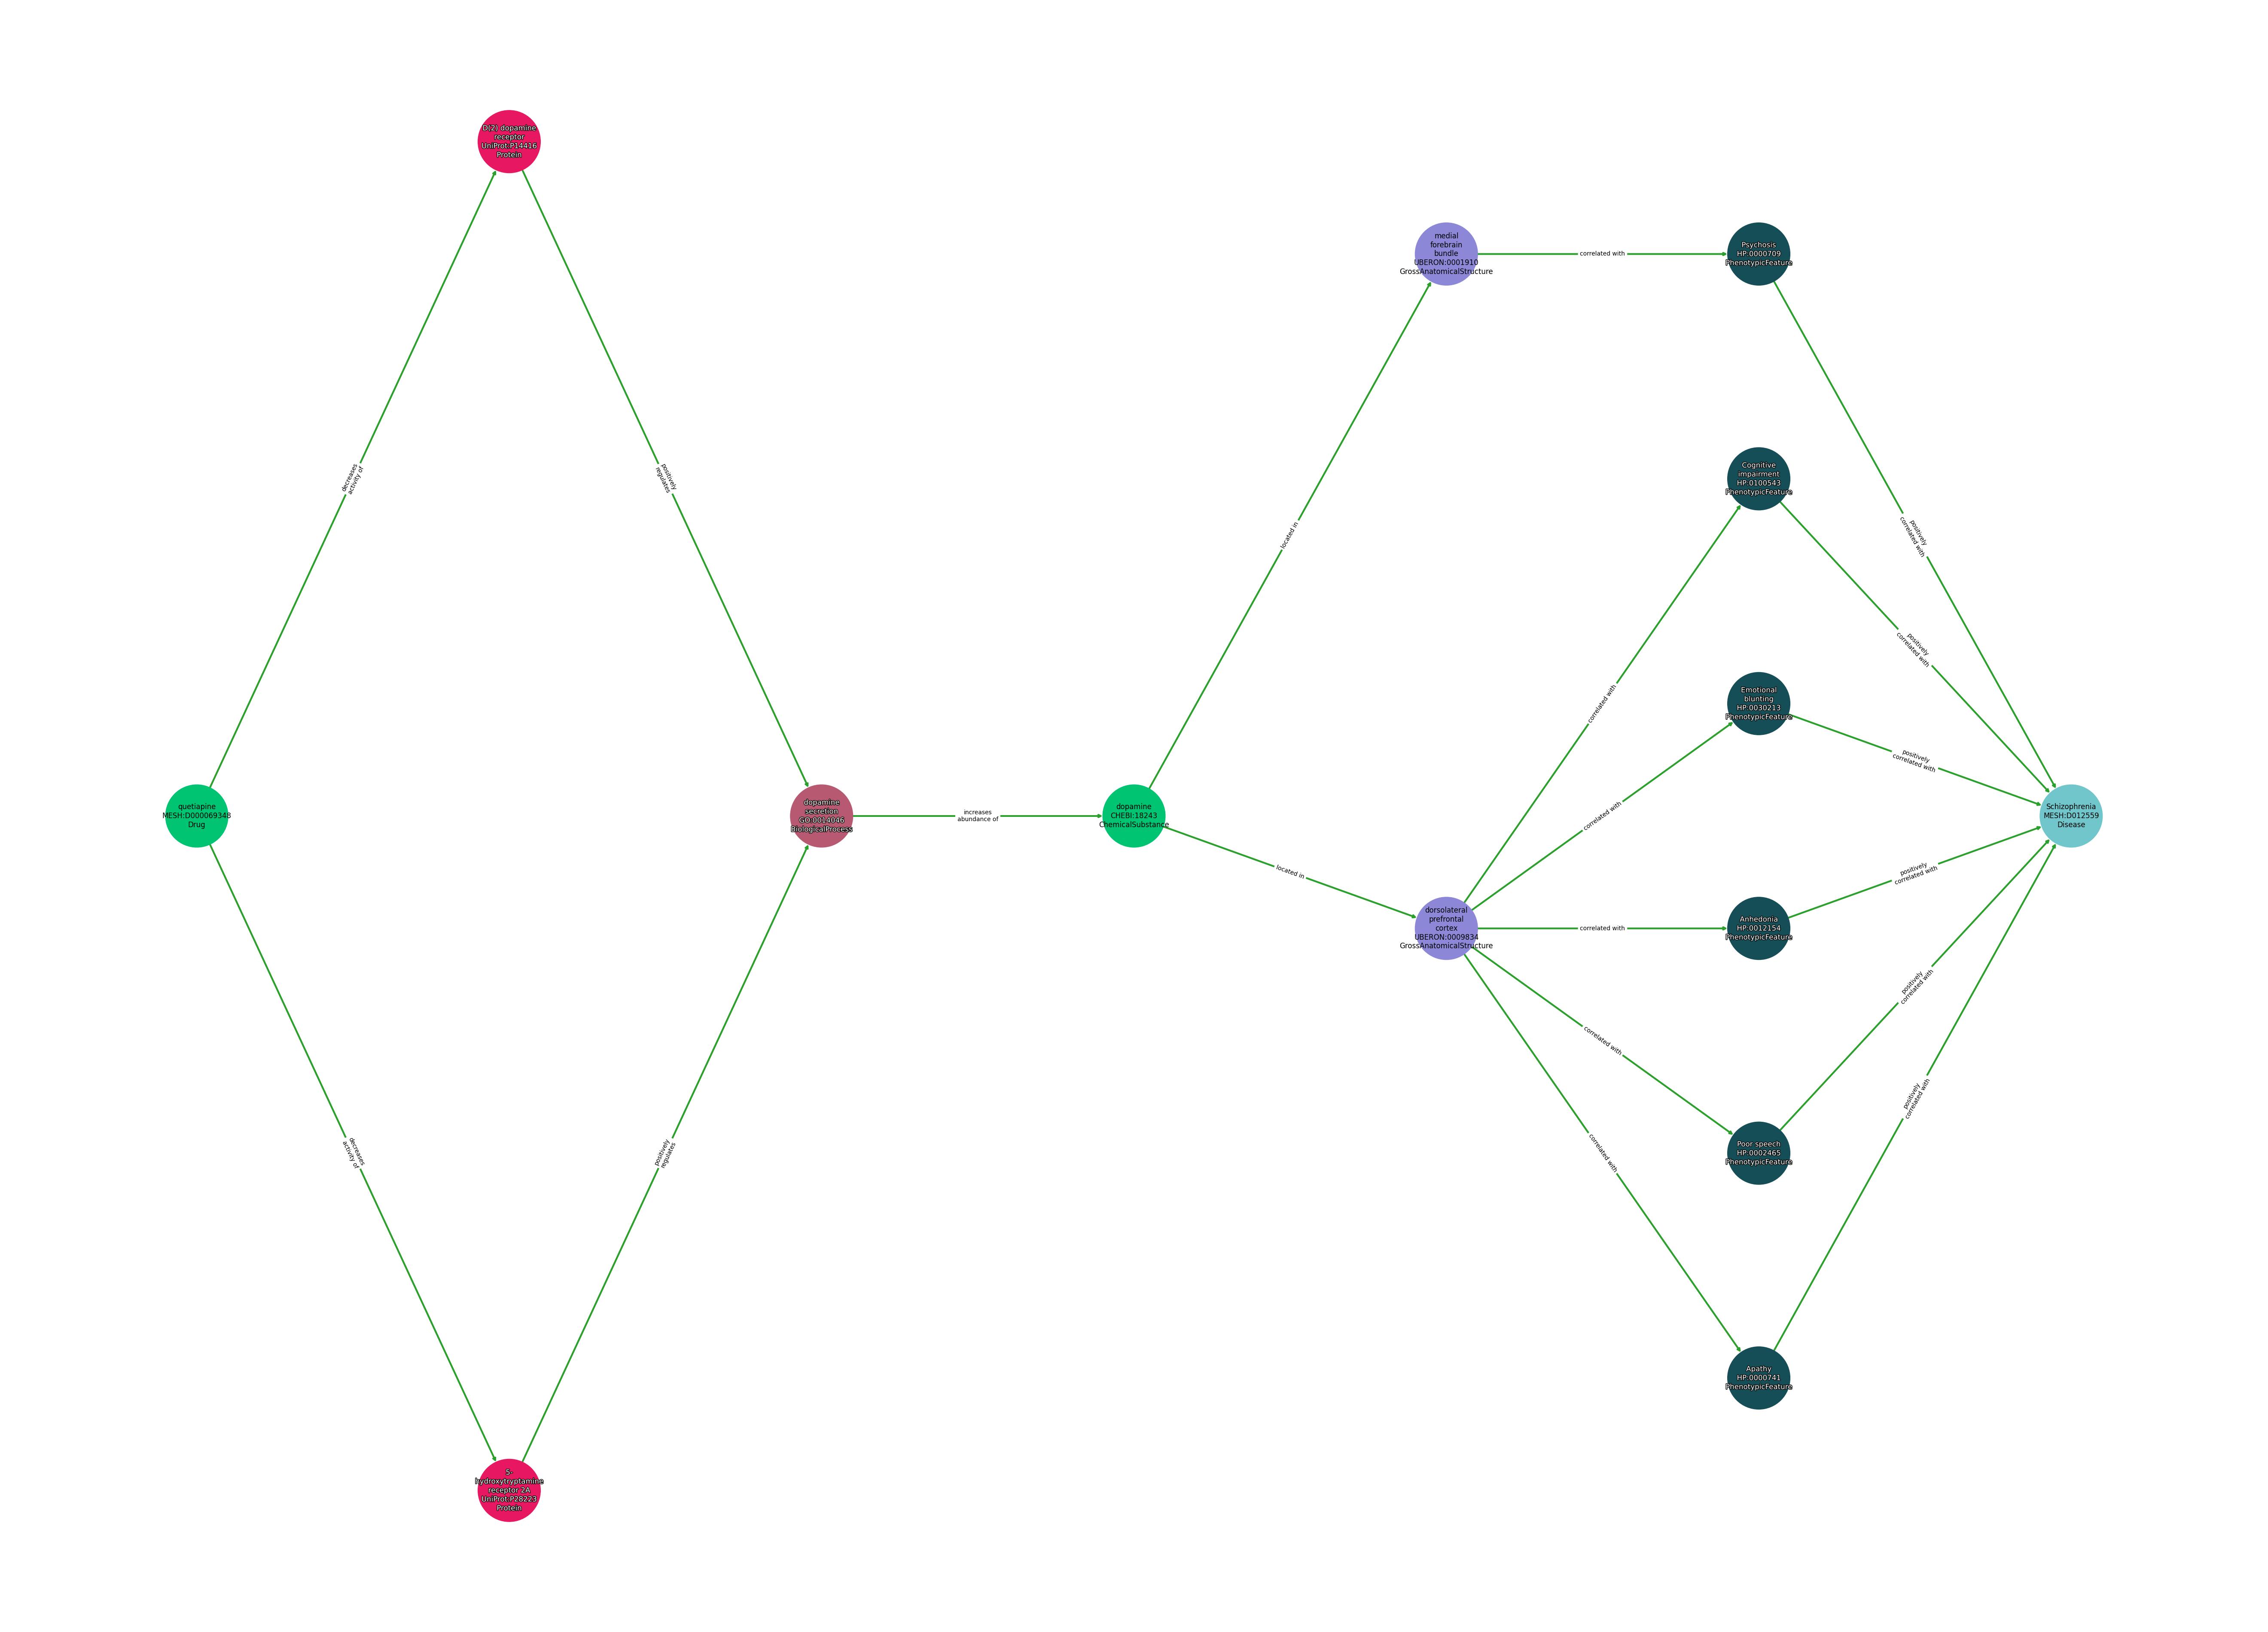 D(2) dopamine
receptor
UniProt:P14416
Protein
medial
forebrain
bundle
UBERON:0001910
GrossAnatomicalStructure
correlated with
Psychosis
HP:0000709
PhenotypicFeature
decreases
activity of
positively
regulates
located in
Cognitive
impairment
HP:0100543
PhenotypicFeature
positively
correlated with
positively
correlated with
correlated with
Emotional
blunting
HP:0030213
PhenotypicFeature
positively
correlated with
quetiapine
MESH:D000069348
Drug
dopamine
secretion
GO:0014046
BiologicalProcess
increases
abundance of
dopamine
CHEBI:18243
ChemicalSubstance
correlated with
Schizophrenia
MESH:D012559
Disease
located in
positively
correlated with
dorsolateral
prefrontal
cortex
UBERON:0009834
GrossAnatomicalStructure
correlated with
Anhedonia
HP:0012154
PhenotypicFeature
positively
correlated with
correlated with
decreases
activity of
positively
regulates
correlated with
Poor speech
HP:0002465
PhenotypicFeature
positively
correlated with
Apathy
HP:0000741
PhenotypicFeature
5-
hydroxytryptamine
receptor 2A
UniProt:P28223
Protein